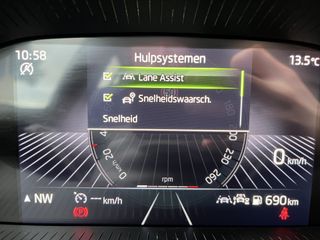 10:58
Hulpsystemen
13.5°C
Lane Assist
Snelheidswaarsch.
Snelheid
0 km/h
rpm
NW
--- km/h
690 km